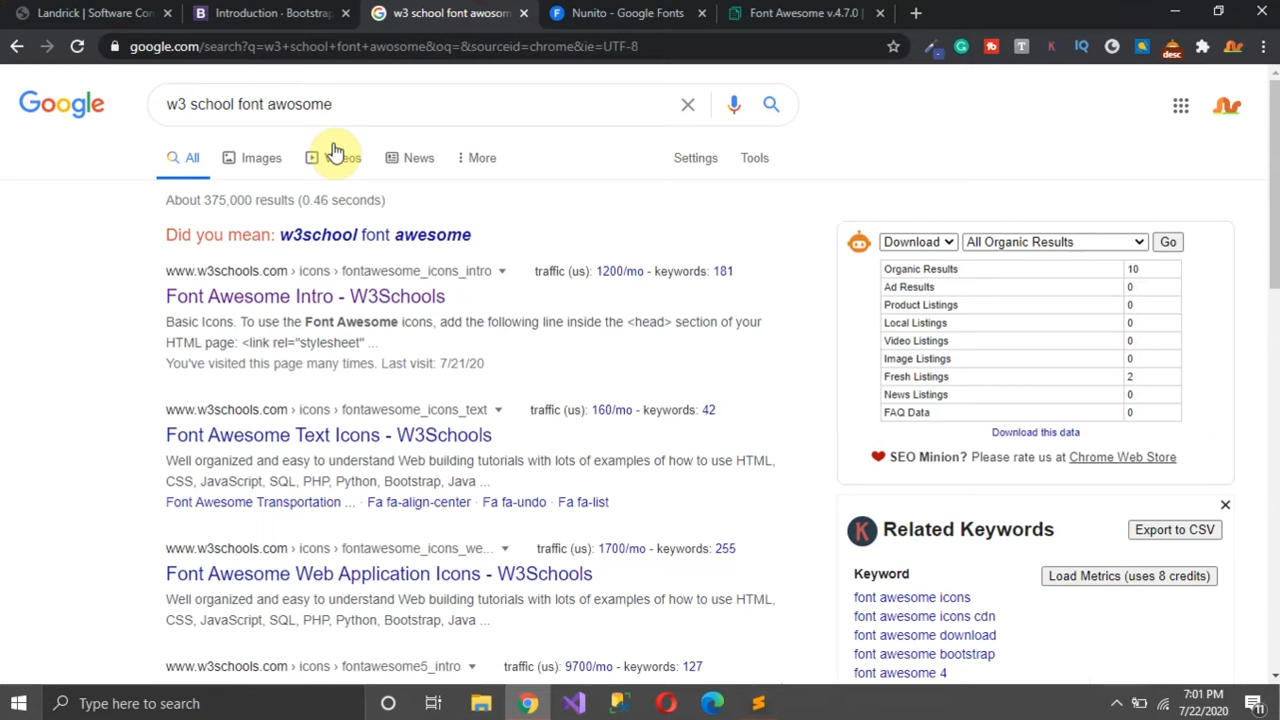 Landrick | Software Con
Introduction · Bootstrap
w3 school font awosom
Nunito - Google Fonts
Font Awesome v.4.7.0 |
google.com/search?q=w3+school+font+awosome&oq=&sourceid=chrome&ie=UTF-8
Google
w3 school font awosome
All
Images
Videos
News
More
Settings
Tools
About 375,000 results (0.46 seconds)
Did you mean: w3school font awesome
www.w3schools.com › icons › fontawesome_icons_intro
traffic (us): 1200/mo - keywords: 181
Font Awesome Intro - W3Schools
Basic Icons. To use the Font Awesome icons, add the following line inside the <head> section of your
HTML page: <link rel="stylesheet" ...
You've visited this page many times. Last visit: 7/21/20
www.w3schools.com › icons › fontawesome_icons_text
traffic (us): 160/mo - keywords: 42
Font Awesome Text Icons - W3Schools
Well organized and easy to understand Web building tutorials with lots of examples of how to use HTML,
CSS, JavaScript, SQL, PHP, Python, Bootstrap, Java ...
Font Awesome Transportation ... · Fa fa-align-center · Fa fa-undo · Fa fa-list
www.w3schools.com › icons › fontawesome_icons_we...
traffic (us): 1700/mo - keywords: 255
Font Awesome Web Application Icons - W3Schools
Well organized and easy to understand Web building tutorials with lots of examples of how to use HTML,
CSS, JavaScript, SQL, PHP, Python, Bootstrap, Java ...
www.w3schools.com › icons › fontawesome5_intro
traffic (us): 9700/mo - keywords: 127
Download
All Organic Results
Go
Organic Results 10
Ad Results 0
Product Listings 0
Local Listings 0
Video Listings 0
Image Listings 0
Fresh Listings 2
News Listings 0
FAQ Data 0
Download this data
SEO Minion? Please rate us at Chrome Web Store
K
Related Keywords
Export to CSV
Keyword
Load Metrics (uses 8 credits)
font awesome icons
font awesome icons cdn
font awesome download
font awesome bootstrap
font awesome 4
Type here to search
7:01 PM
7/22/2020